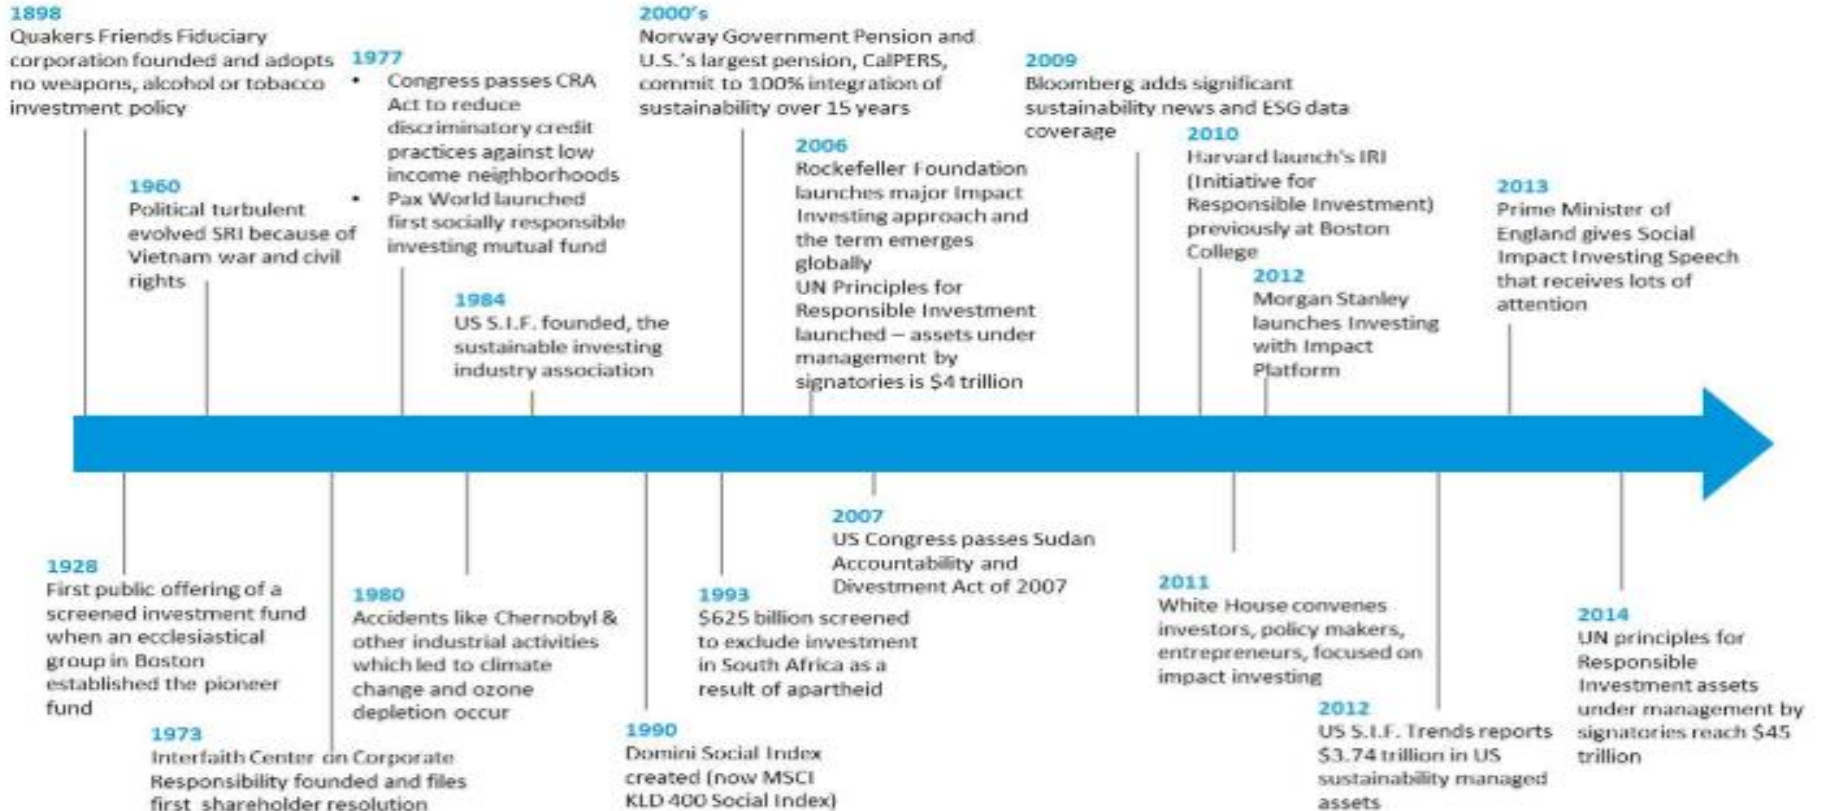 1898
Quakers Friends Fiduciary
corporation founded and adopts
no weapons, alcohol or tobacco
investment policy
1960
Political turbulent
evolved SRI because of
Vietnam war and civil
rights
1977
• Congress passes CRA
Act to reduce
discriminatory credit
practices against low
income neighborhoods
• Pax World launched
first socially responsible
investing mutual fund
1984
US S.I.F. founded, the
sustainable investing
industry association
2000's
Norway Government Pension and
U.S.'s largest pension, CalPERS,
commit to 100% integration of
sustainability over 15 years
2006
Rockefeller Foundation
launches major Impact
Investing approach and
the term emerges
globally
UN Principles for
Responsible Investment
launched – assets under
management by
signatories is $4 trillion
2009
Bloomberg adds significant
sustainability news and ESG data
coverage
2010
Harvard launch's IRI
(Initiative for
Responsible Investment)
previously at Boston
College
2012
Morgan Stanley
launches Investing
with Impact
Platform
2013
Prime Minister of
England gives Social
Impact Investing Speech
that receives lots of
attention
1928
First public offering of a
screened investment fund
when an ecclesiastical
group in Boston
established the pioneer
fund
1973
Interfaith Center on Corporate
Responsibility founded and files
first shareholder resolution
1980
Accidents like Chernobyl &
other industrial activities
which led to climate
change and ozone
depletion occur
1990
Domini Social Index
created (now MSCI
KLD 400 Social Index)
1993
$625 billion screened
to exclude investment
in South Africa as a
result of apartheid
2007
US Congress passes Sudan
Accountability and
Divestment Act of 2007
2011
White House convenes
investors, policy makers,
entrepreneurs, focused on
impact investing
2012
US S.I.F. Trends reports
$3.74 trillion in US
sustainability managed
assets
2014
UN principles for
Responsible
Investment assets
under management by
signatories reach $45
trillion